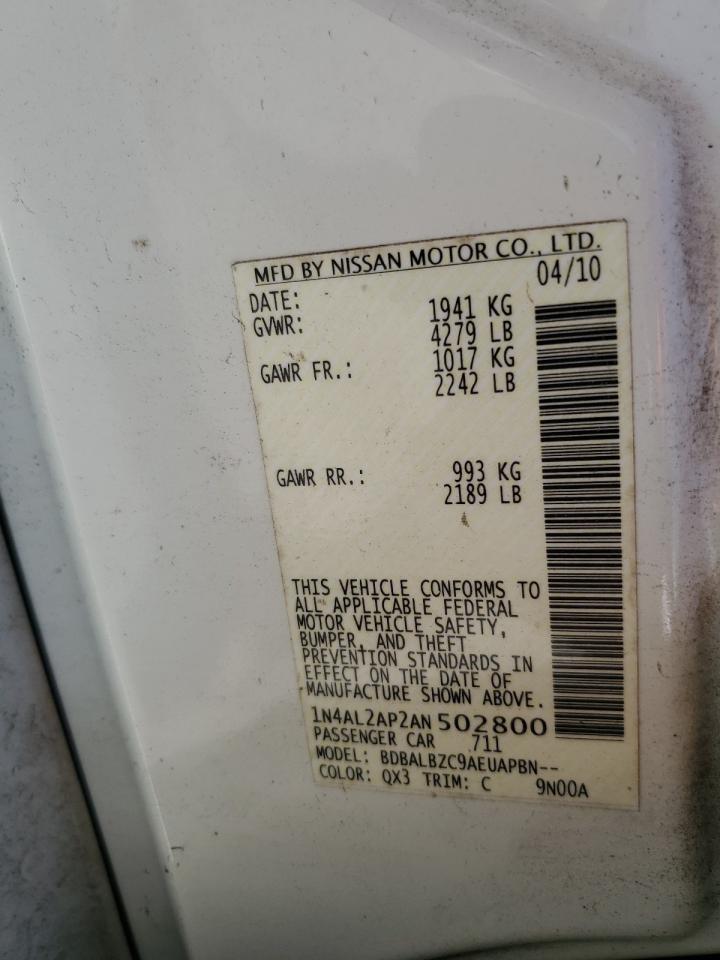 MFD BY NISSAN MOTOR CO., LTD.
DATE: 04/10
GVWR: 1941 KG
4279 LB
GAWR FR.: 1017 KG
2242 LB
GAWR RR.: 993 KG
2189 LB
THIS VEHICLE CONFORMS TO
ALL APPLICABLE FEDERAL
MOTOR VEHICLE SAFETY,
BUMPER, AND THEFT
PREVENTION STANDARDS IN
EFFECT ON THE DATE OF
MANUFACTURE SHOWN ABOVE.
1N4AL2AP2AN502800
PASSENGER CAR 711
MODEL: BDBALBZC9AEUAPBN--
COLOR: QX3 TRIM: C 9N00A